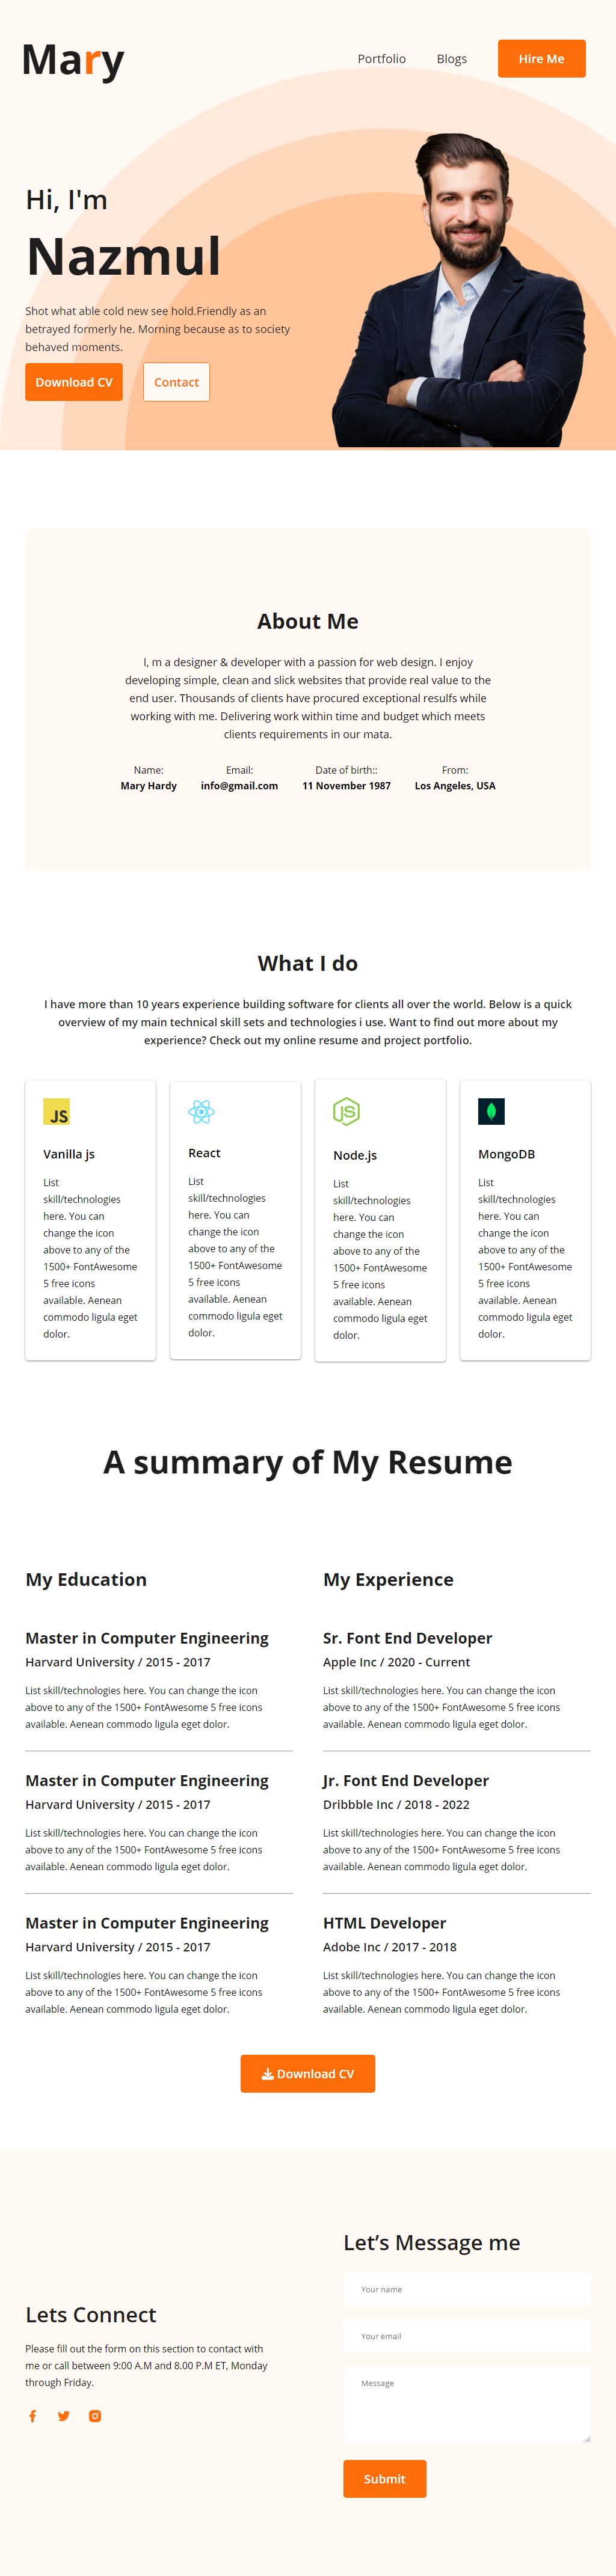 Mary
Portfolio
Blogs
Hire Me
Hi, I'm
Nazmul
Shot what able cold new see hold.Friendly as an
betrayed formerly he. Morning because as to society
behaved moments.
Download CV
Contact
About Me
I, m a designer & developer with a passion for web design. I enjoy
developing simple, clean and slick websites that provide real value to the
end user. Thousands of clients have procured exceptional resulfs while
working with me. Delivering work within time and budget which meets
clients requirements in our mata.
Name:
Mary Hardy
Email:
info@gmail.com
Date of birth::
11 November 1987
From:
Los Angeles, USA
What I do
I have more than 10 years experience building software for clients all over the world. Below is a quick
overview of my main technical skill sets and technologies i use. Want to find out more about my
experience? Check out my online resume and project portfolio.
JS
Vanilla js
List
skill/technologies
here. You can
change the icon
above to any of the
1500+ FontAwesome
5 free icons
available. Aenean
commodo ligula eget
dolor.
React
List
skill/technologies
here. You can
change the icon
above to any of the
1500+ FontAwesome
5 free icons
available. Aenean
commodo ligula eget
dolor.
JS
Node.js
List
skill/technologies
here. You can
change the icon
above to any of the
1500+ FontAwesome
5 free icons
available. Aenean
commodo ligula eget
dolor.
MongoDB
List
skill/technologies
here. You can
change the icon
above to any of the
1500+ FontAwesome
5 free icons
available. Aenean
commodo ligula eget
dolor.
A summary of My Resume
My Education
Master in Computer Engineering
Harvard University / 2015 - 2017
List skill/technologies here. You can change the icon
above to any of the 1500+ FontAwesome 5 free icons
available. Aenean commodo ligula eget dolor.
Master in Computer Engineering
Harvard University / 2015 - 2017
List skill/technologies here. You can change the icon
above to any of the 1500+ FontAwesome 5 free icons
available. Aenean commodo ligula eget dolor.
Master in Computer Engineering
Harvard University / 2015 - 2017
List skill/technologies here. You can change the icon
above to any of the 1500+ FontAwesome 5 free icons
available. Aenean commodo ligula eget dolor.
My Experience
Sr. Font End Developer
Apple Inc / 2020 - Current
List skill/technologies here. You can change the icon
above to any of the 1500+ FontAwesome 5 free icons
available. Aenean commodo ligula eget dolor.
Jr. Font End Developer
Dribbble Inc / 2018 - 2022
List skill/technologies here. You can change the icon
above to any of the 1500+ FontAwesome 5 free icons
available. Aenean commodo ligula eget dolor.
HTML Developer
Adobe Inc / 2017 - 2018
List skill/technologies here. You can change the icon
above to any of the 1500+ FontAwesome 5 free icons
available. Aenean commodo ligula eget dolor.
Download CV
Lets Connect
Please fill out the form on this section to contact with
me or call between 9:00 A.M and 8.00 P.M ET, Monday
through Friday.
Let’s Message me
Your name
Your email
Message
Submit